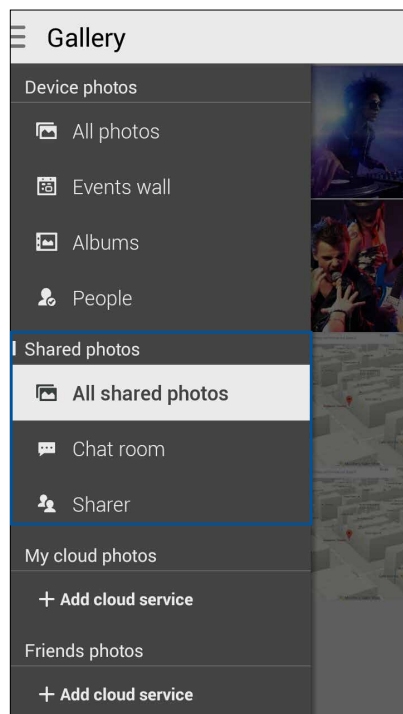 Gallery
Device photos
All photos
Events wall
Albums
People
Shared photos
All shared photos
Chat room
Sharer
My cloud photos
+ Add cloud service
Friends photos
+ Add cloud service